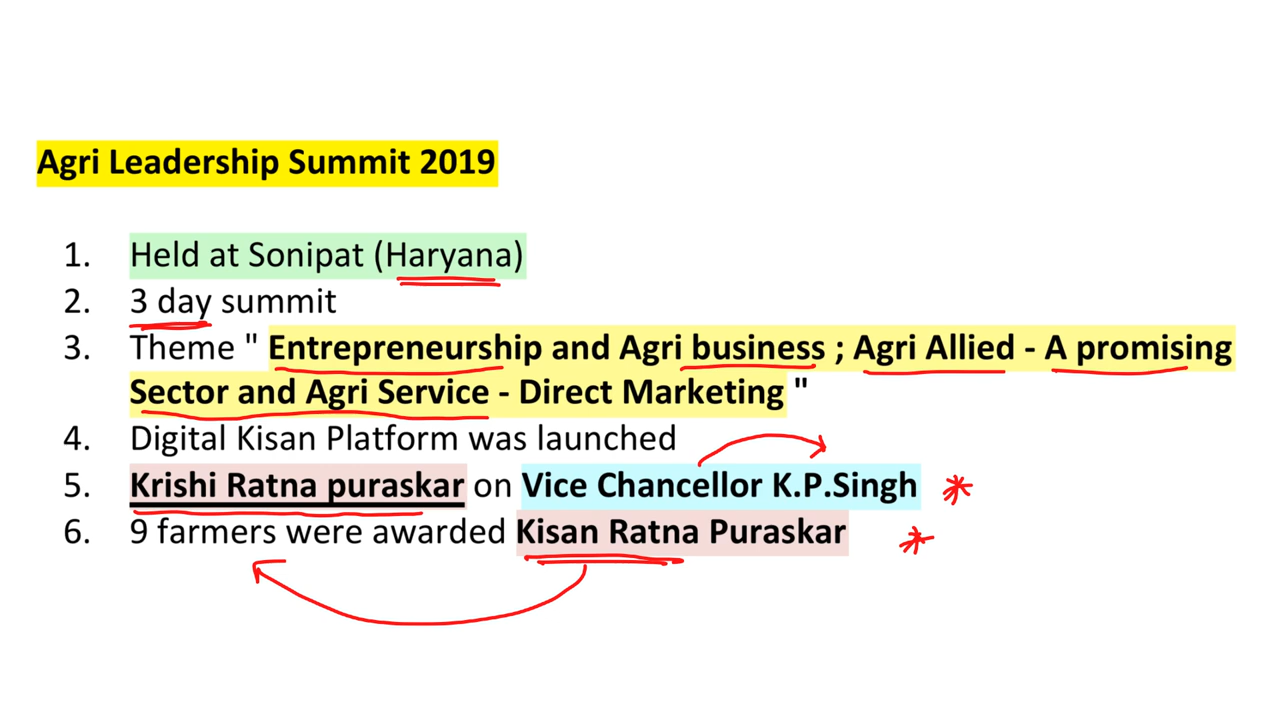 Agri Leadership Summit 2019
1. Held at Sonipat (Haryana)
2. 3 day summit
3. Theme " Entrepreneurship and Agri business ; Agri Allied - A promising
Sector and Agri Service - Direct Marketing "
4. Digital Kisan Platform was launched
5. Krishi Ratna puraskar on Vice Chancellor K.P.Singh
6. 9 farmers were awarded Kisan Ratna Puraskar